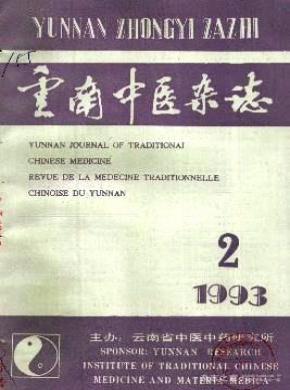 YUNNAN ZHONGYI ZAZHI
雲南中医杂志
YUNNAN JOURNAL OF TRADITIONAL
CHINESE MEDICINE
REVUE DE LA MEDECINE TRADITIONNELLE
CHINOISE DU YUNNAN
2
1993
主办：云南省中医中药研究所
SPONSOR: YUNNAN RESEARCH
INSTITUTE OF TRADITIONAL CHINESE
MEDICINE AND MATERIA MEDICA